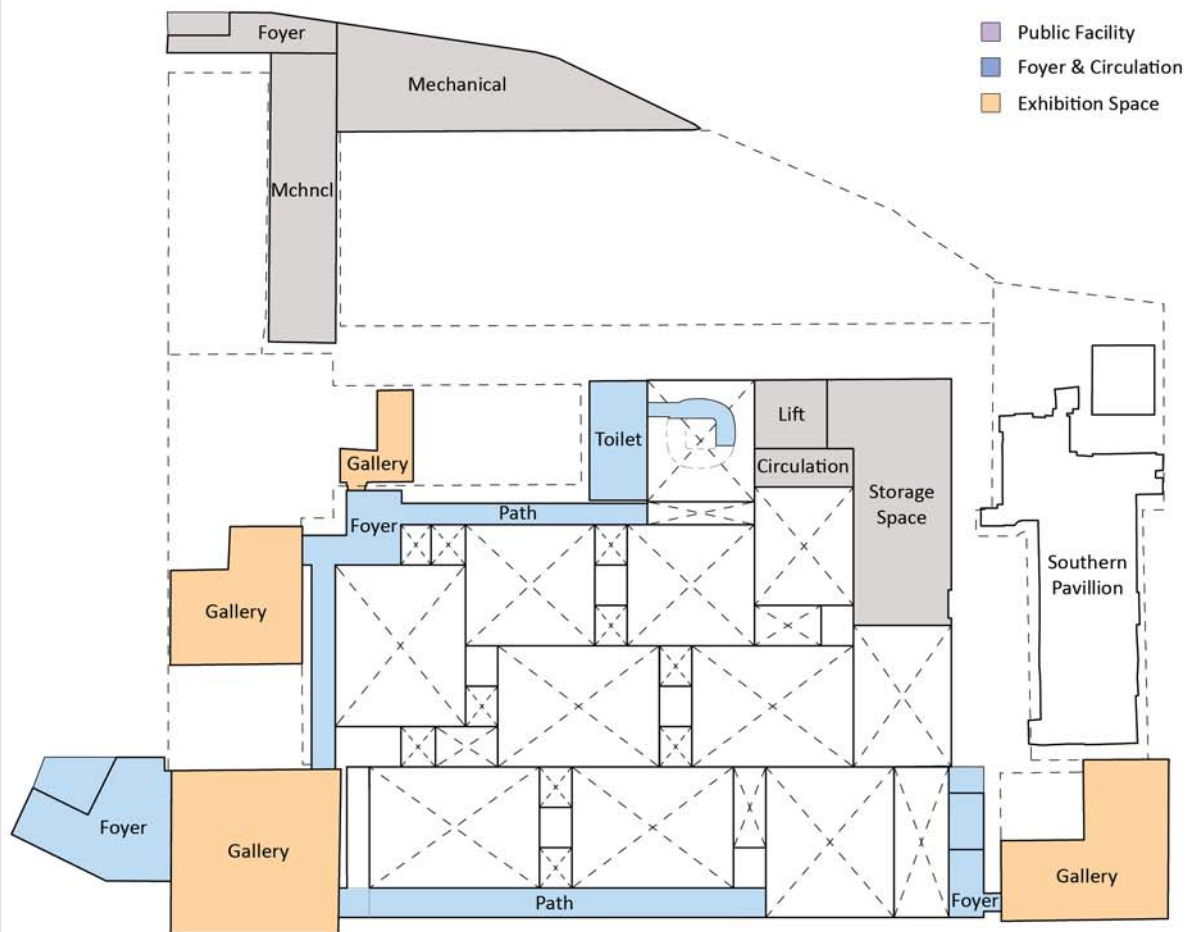 Foyer
Public Facility
Foyer & Circulation
Mechanical
Exhibition Space
Mchncl
Lift
Toilet
Gallery
Circulation
Storage
Space
Path
Foyer
Southern
Pavillion
Gallery
Foyer
Gallery
Gallery
Path
Foyer